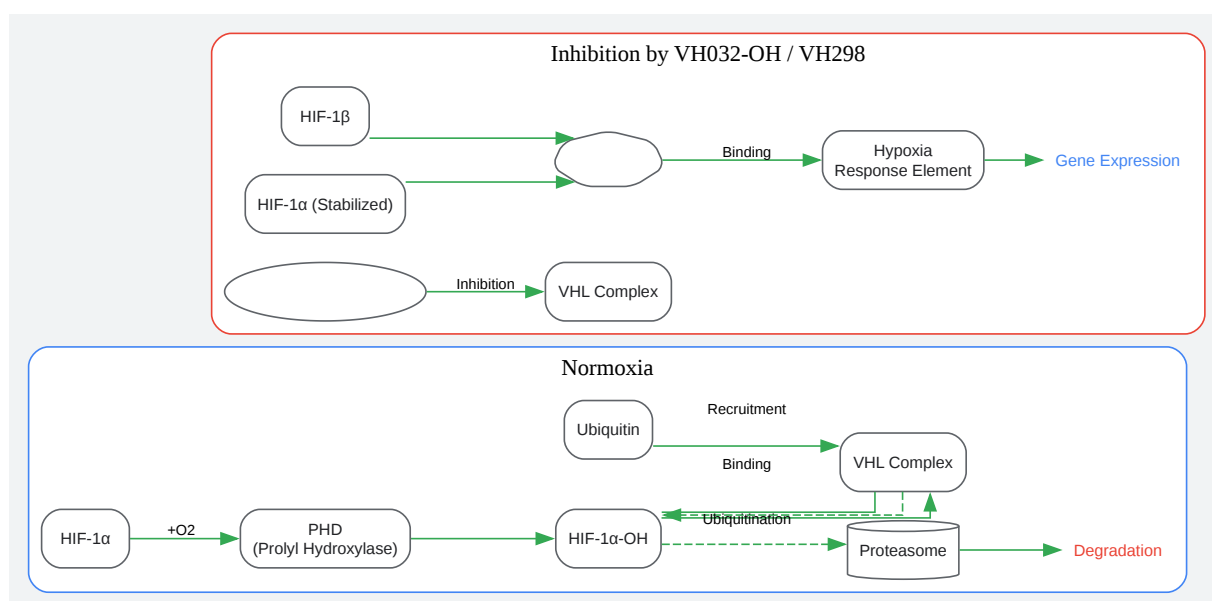 Inhibition by VH032-OH / VH298
HIF-1β
HIF-1α (Stabilized)
Binding
Hypoxia
Response Element
Gene Expression
Inhibition
VHL Complex
Normoxia
Ubiquitin
Recruitment
Binding
VHL Complex
HIF-1α
+O2
PHD
(Prolyl Hydroxylase)
HIF-1α-OH
Ubiquitination
Proteasome
Degradation